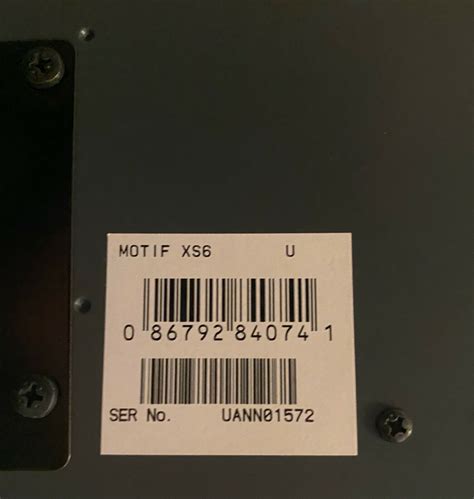 MOTIF XS6 U
0 86792 84074 1
SER No. UANN01572